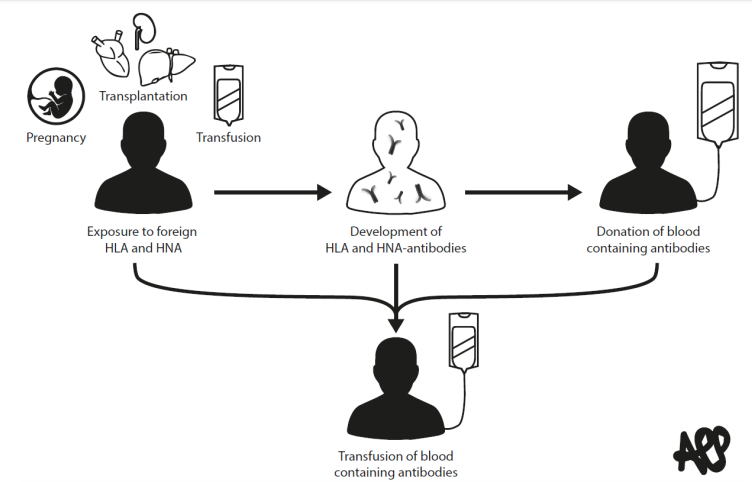 Transplantation
Pregnancy
Transfusion
Exposure to foreign
HLA and HNA
Development of
HLA and HNA-antibodies
Donation of blood
containing antibodies
Transfusion of blood
containing antibodies